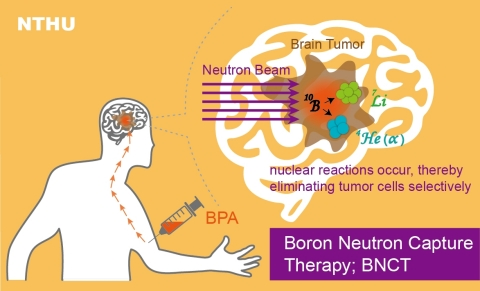 NTHU
Brain Tumor
Neutron Beam
¹⁰B
⁷Li
⁴He (α)
nuclear reactions occur, thereby
eliminating tumor cells selectively
BPA
Boron Neutron Capture
Therapy; BNCT